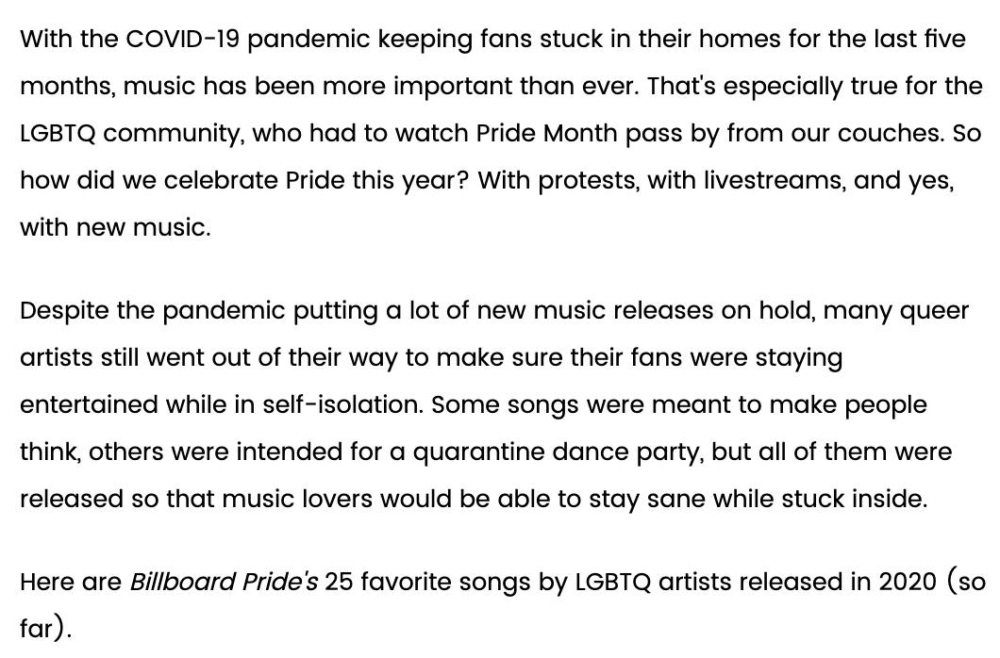 With the COVID-19 pandemic keeping fans stuck in their homes for the last five
months, music has been more important than ever. That's especially true for the
LGBTQ community, who had to watch Pride Month pass by from our couches. So
how did we celebrate Pride this year? With protests, with livestreams, and yes,
with new music.
Despite the pandemic putting a lot of new music releases on hold, many queer
artists still went out of their way to make sure their fans were staying
entertained while in self-isolation. Some songs were meant to make people
think, others were intended for a quarantine dance party, but all of them were
released so that music lovers would be able to stay sane while stuck inside.
Here are Billboard Pride's 25 favorite songs by LGBTQ artists released in 2020 (so
far).